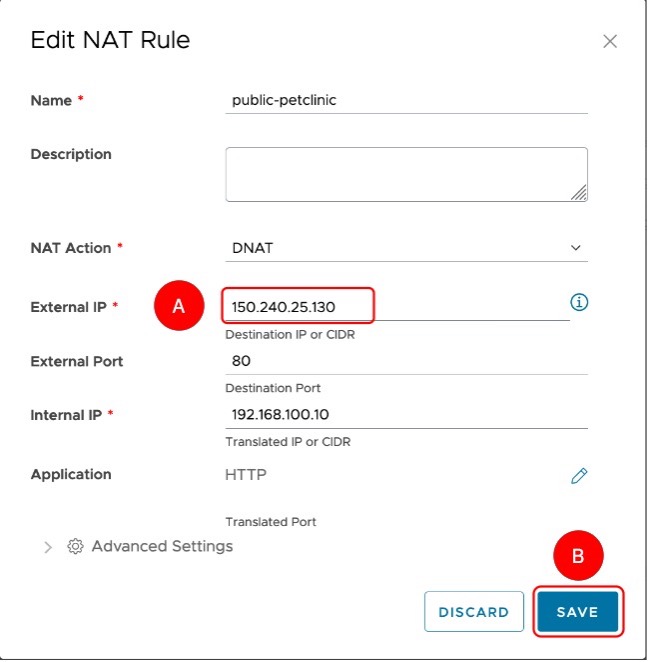 Edit NAT Rule
Name * public-petclinic
Description
NAT Action * DNAT
External IP * A 150.240.25.130
Destination IP or CIDR
External Port 80
Destination Port
Internal IP * 192.168.100.10
Translated IP or CIDR
Application HTTP
Translated Port
Advanced Settings
B
DISCARD SAVE